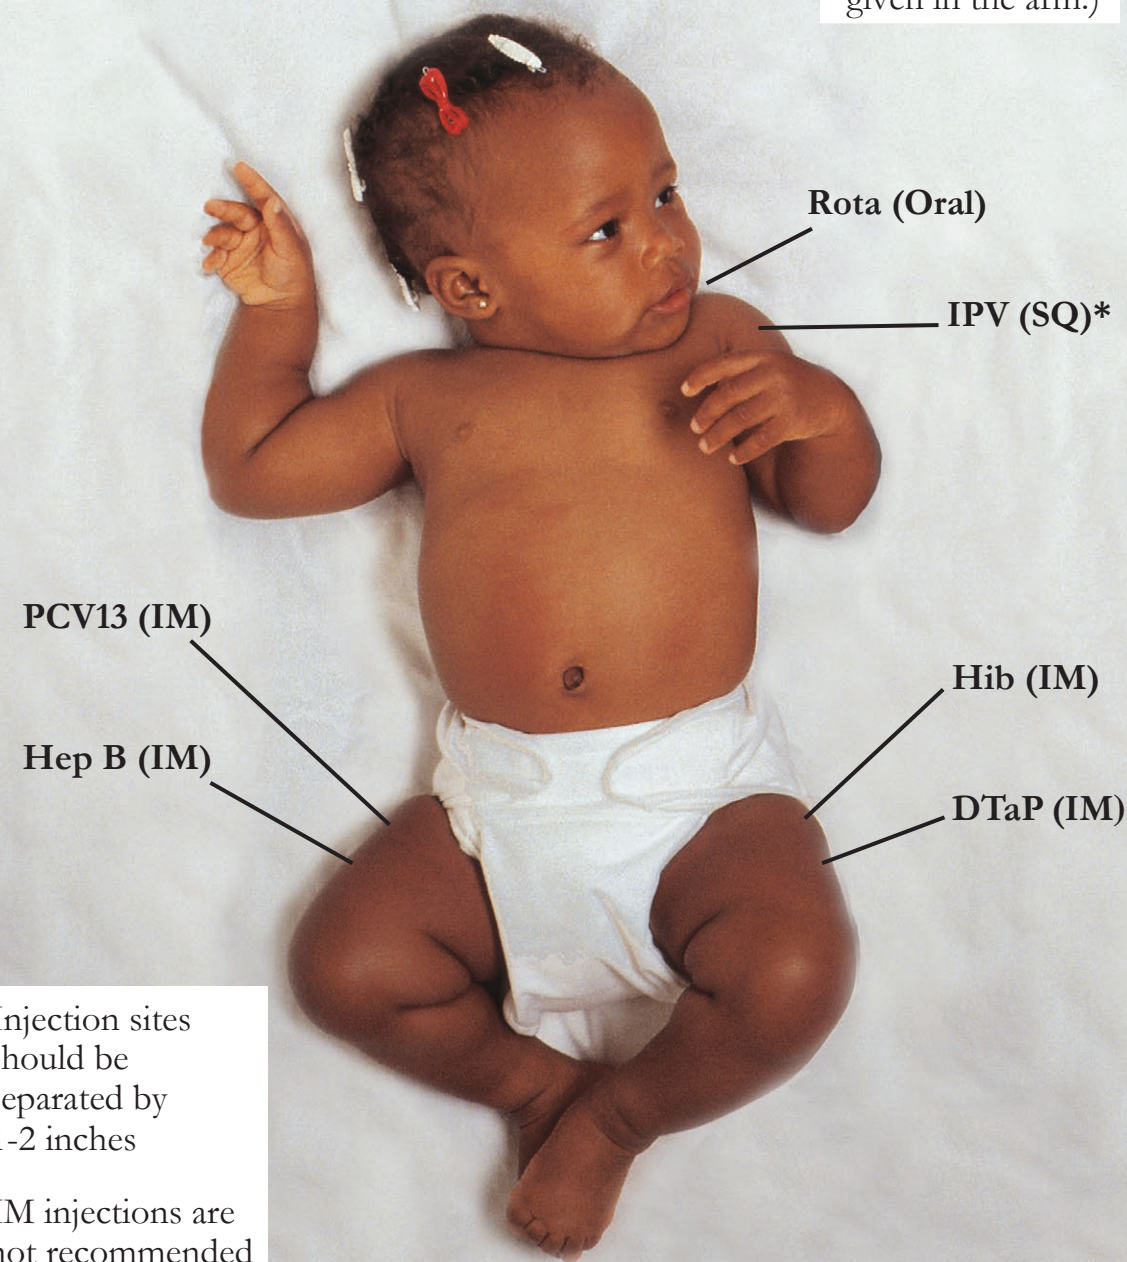 given in the arm.)
Rota (Oral)
IPV (SQ)*
PCV13 (IM)
Hib (IM)
Hep B (IM)
DTaP (IM)
Injection sites
hould be
eparated by
-2 inches
IM injections are
not recommended